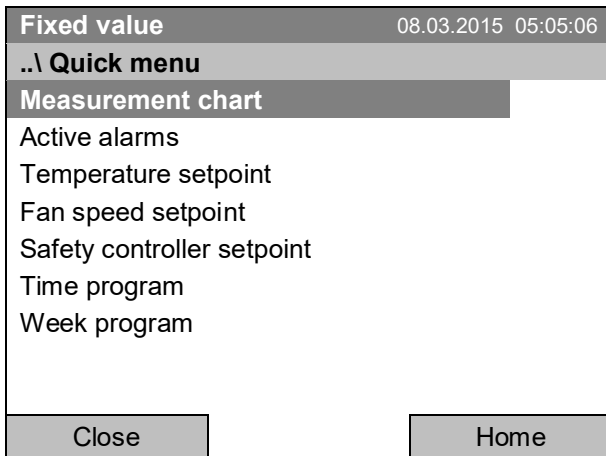 Fixed value 08.03.2015 05:05:06
..\ Quick menu
Measurement chart
Active alarms
Temperature setpoint
Fan speed setpoint
Safety controller setpoint
Time program
Week program
Close Home